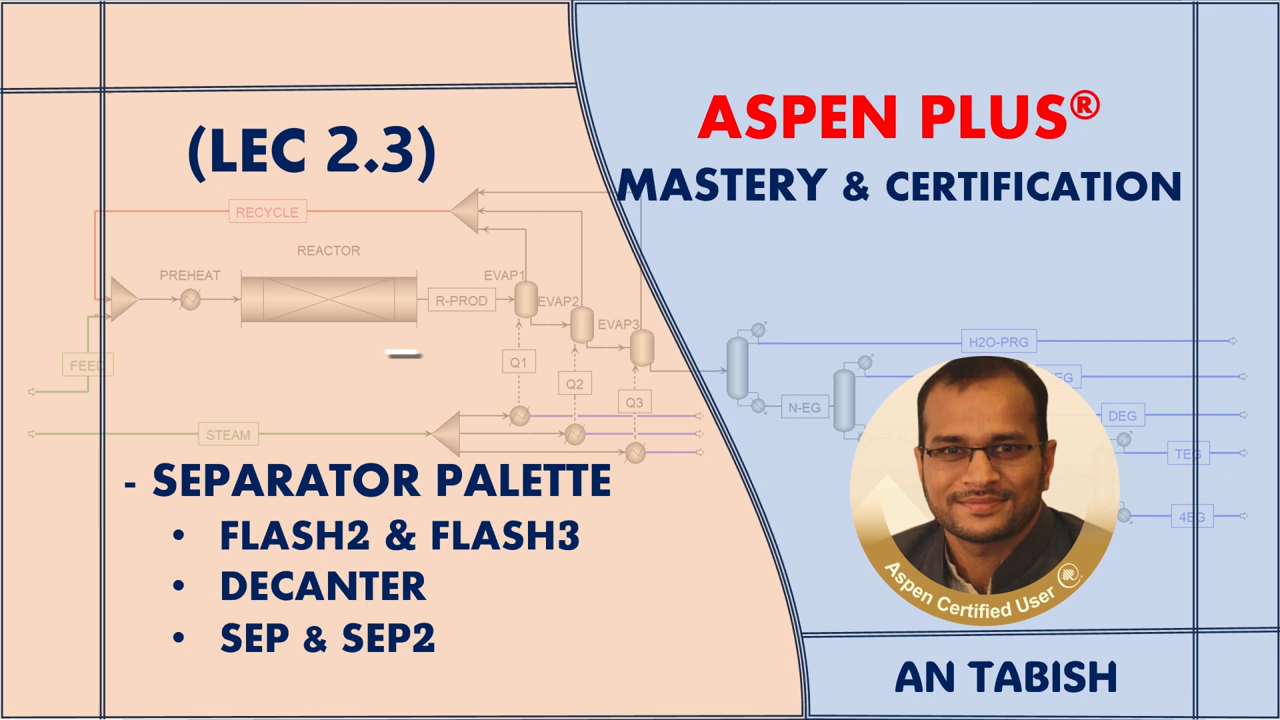 (LEC 2.3)
ASPEN PLUS®
MASTERY & CERTIFICATION
RECYCLE
REACTOR
PREHEAT
EVAP1
R-PROD
EVAP2
EVAP3
FEED
Q1
Q2
Q3
STEAM
H2O-PRG
N-EG
DEG
TEG
4EG
- SEPARATOR PALETTE
• FLASH2 & FLASH3
• DECANTER
• SEP & SEP2
Aspen Certified User
AN TABISH